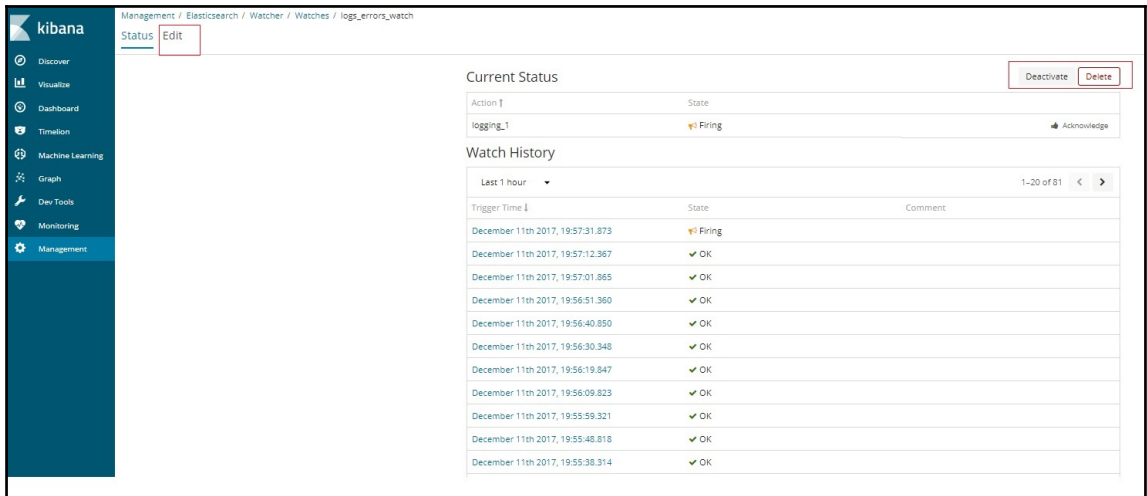 kibana
Discover
Visualize
Dashboard
Timelion
Machine Learning
Graph
Dev Tools
Monitoring
Management
Management / Elasticsearch / Watcher / Watches / logs_errors_watch
Status Edit
Current Status Deactivate Delete
Action State
logging_1 Firing Acknowledge
Watch History
Last 1 hour 1–20 of 81
Trigger Time State Comment
December 11th 2017, 19:57:31.873 Firing
December 11th 2017, 19:57:12.367 OK
December 11th 2017, 19:57:01.865 OK
December 11th 2017, 19:56:51.360 OK
December 11th 2017, 19:56:40.850 OK
December 11th 2017, 19:56:30.348 OK
December 11th 2017, 19:56:19.847 OK
December 11th 2017, 19:56:09.823 OK
December 11th 2017, 19:55:59.321 OK
December 11th 2017, 19:55:48.818 OK
December 11th 2017, 19:55:38.314 OK